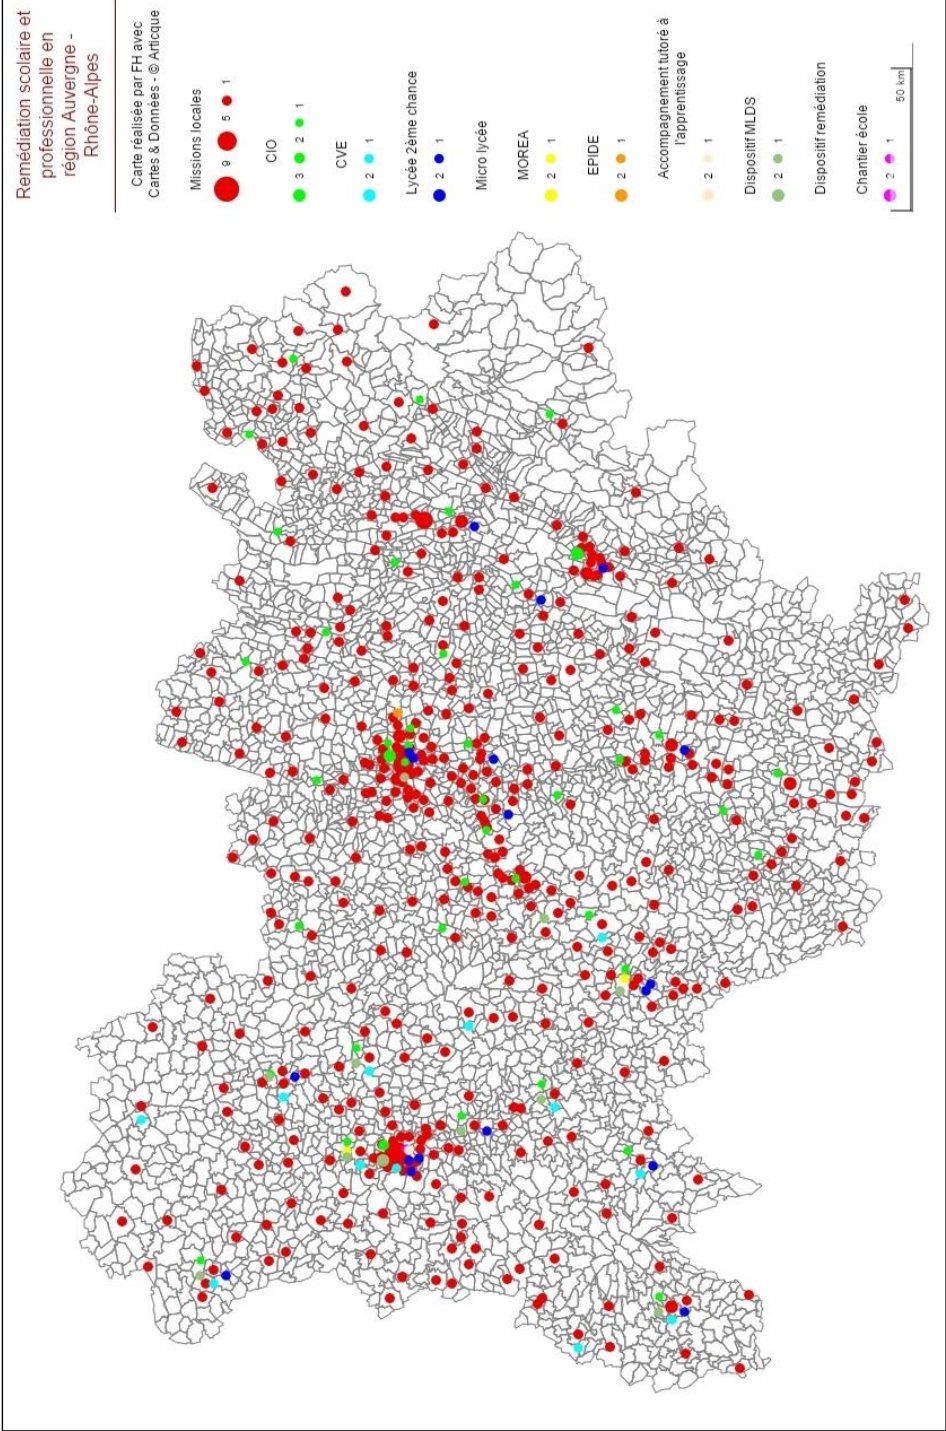 Remédiation scolaire et
professionnelle en
région Auvergne -
Rhône-Alpes
Carte réalisée par FH avec
Cartes & Données - © Articque
Missions locales
9 5 1
CIO
3 2 1
CVE
2 1
Lycée 2ème chance
2 1
Micro lycée
MOREA
2 1
EPIDE
2 1
Accompagnement tutoré à
l'apprentissage
2 1
Dispositif MLDS
2 1
Dispositif remédiation
Chantier école
2 1
50 km